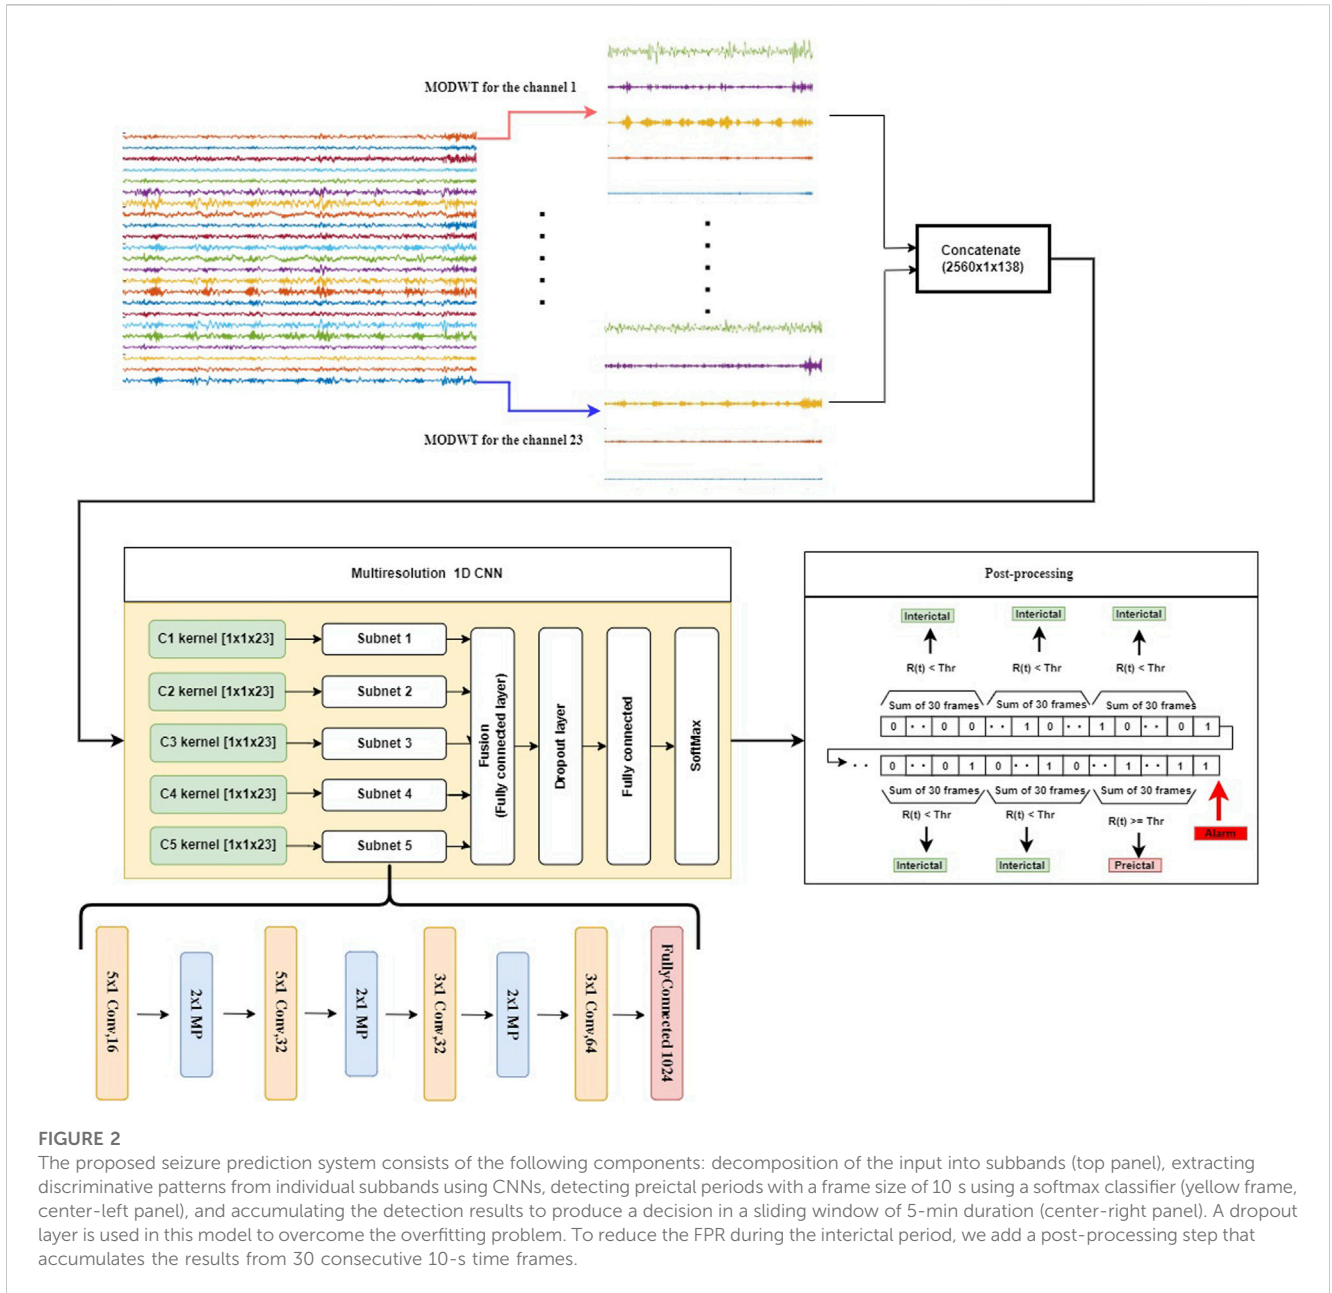 MODWT for the channel 1
MODWT for the channel 23
Concatenate
(2560x1x138)
Multiresolution 1D CNN
C1 kernel [1x1x23]
Subnet 1
C2 kernel [1x1x23]
Subnet 2
C3 kernel [1x1x23]
Subnet 3
C4 kernel [1x1x23]
Subnet 4
C5 kernel [1x1x23]
Subnet 5
Fusion
(Fully connected layer)
Dropout layer
Fully connected
SoftMax
Post-processing
Interictal Interictal Interictal
R(t) < Thr R(t) < Thr R(t) < Thr
Sum of 30 frames Sum of 30 frames Sum of 30 frames
0 · · 0 0 · · 1 0 · · 1 0 · · 0 1
· · 0 · · 0 1 0 · · 1 0 · · 1 · · 1 1
Sum of 30 frames Sum of 30 frames Sum of 30 frames
R(t) < Thr R(t) < Thr R(t) >= Thr
Alarm
Interictal Interictal Preictal
5x1 Conv,16
2x1 MP
5x1 Conv,32
2x1 MP
3x1 Conv,32
2x1 MP
3x1 Conv,64
FullyConnected 1024
FIGURE 2
The proposed seizure prediction system consists of the following components: decomposition of the input into subbands (top panel), extracting
discriminative patterns from individual subbands using CNNs, detecting preictal periods with a frame size of 10 s using a softmax classifier (yellow frame,
center-left panel), and accumulating the detection results to produce a decision in a sliding window of 5-min duration (center-right panel). A dropout
layer is used in this model to overcome the overfitting problem. To reduce the FPR during the interictal period, we add a post-processing step that
accumulates the results from 30 consecutive 10-s time frames.